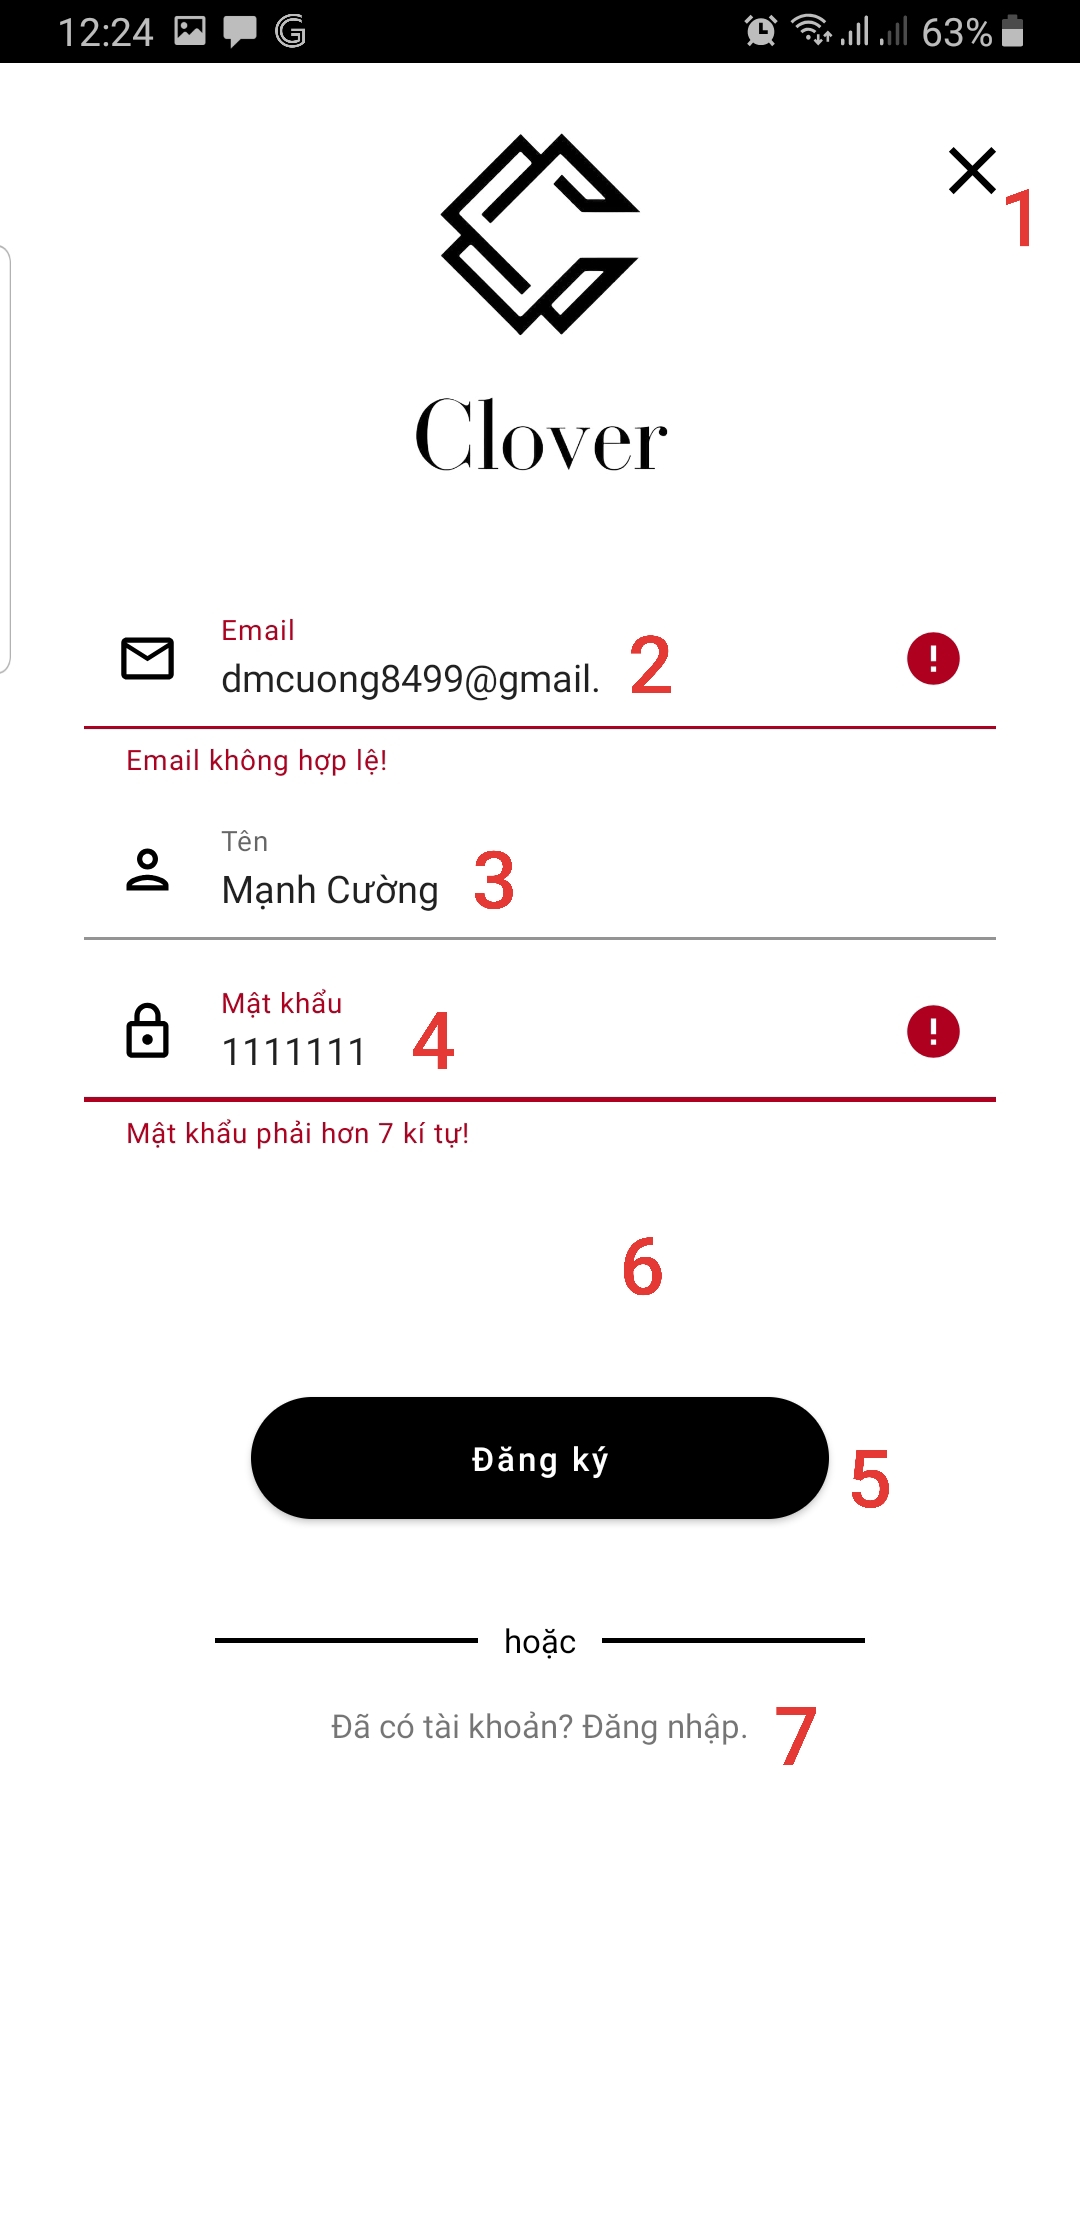 12:24 63%
1
Clover
Email
dmcuong8499@gmail. 2
Email không hợp lệ!
Tên
Mạnh Cường 3
Mật khẩu
1111111 4
Mật khẩu phải hơn 7 kí tự!
6
Đăng ký 5
hoặc
Đã có tài khoản? Đăng nhập. 7